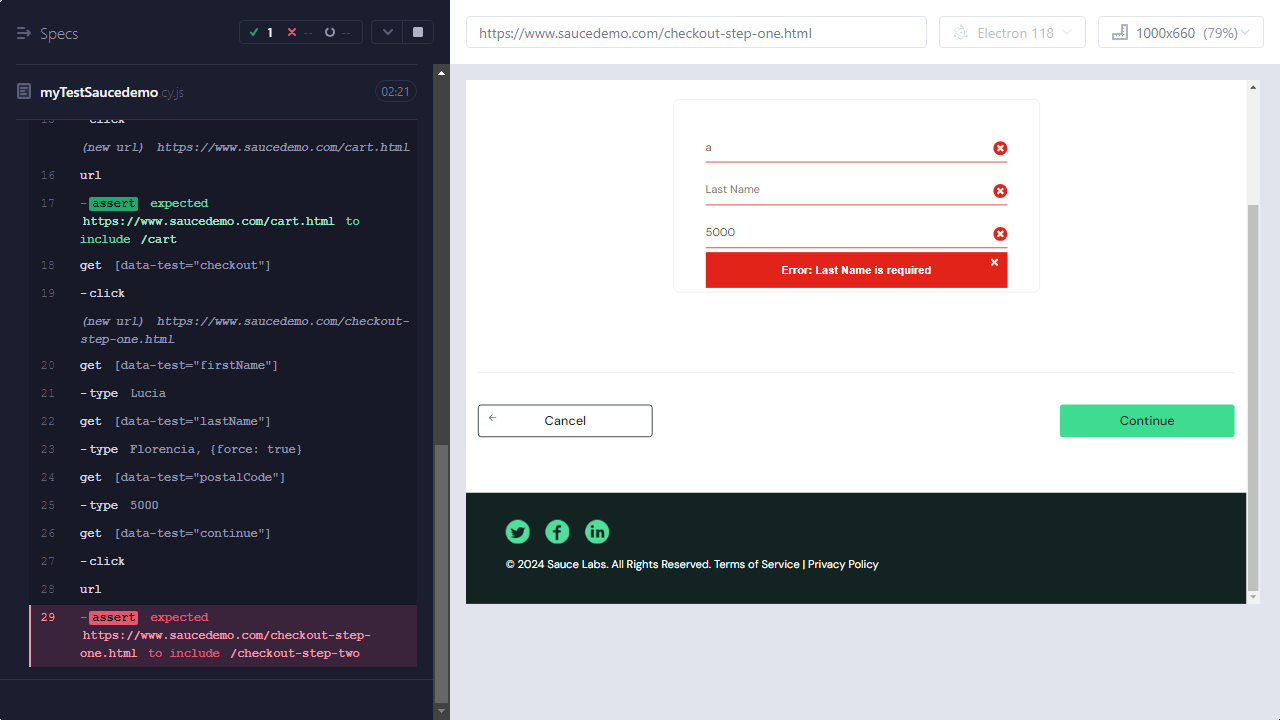 Specs
1
--
--
https://www.saucedemo.com/checkout-step-one.html
Electron 118
1000x660 (79%)
myTestSaucedemo.cy.js
02:21
15 -click
(new url) https://www.saucedemo.com/cart.html
16 url
17 -assert expected
https://www.saucedemo.com/cart.html to
include /cart
18 get [data-test="checkout"]
19 -click
(new url) https://www.saucedemo.com/checkout-
step-one.html
20 get [data-test="firstName"]
21 -type Lucia
22 get [data-test="lastName"]
23 -type Florencia, {force: true}
24 get [data-test="postalCode"]
25 -type 5000
26 get [data-test="continue"]
27 -click
28 url
29 -assert expected
https://www.saucedemo.com/checkout-step-
one.html to include /checkout-step-two
a
Last Name
5000
Error: Last Name is required
Cancel
Continue
© 2024 Sauce Labs. All Rights Reserved. Terms of Service | Privacy Policy